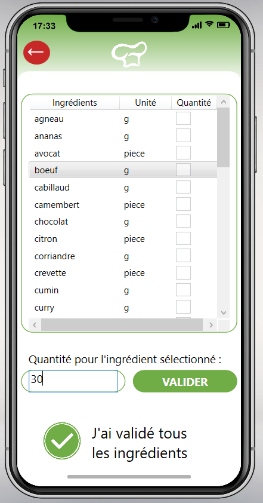 17:33
Ingrédients Unité Quantité
agneau g
ananas g
avocat piece
boeuf g
cabillaud g
camembert piece
chocolat g
citron piece
corriandre g
crevette piece
cumin g
curry g
Quantité pour l'ingrédient sélectionné :
30 VALIDER
J'ai validé tous
les ingrédients